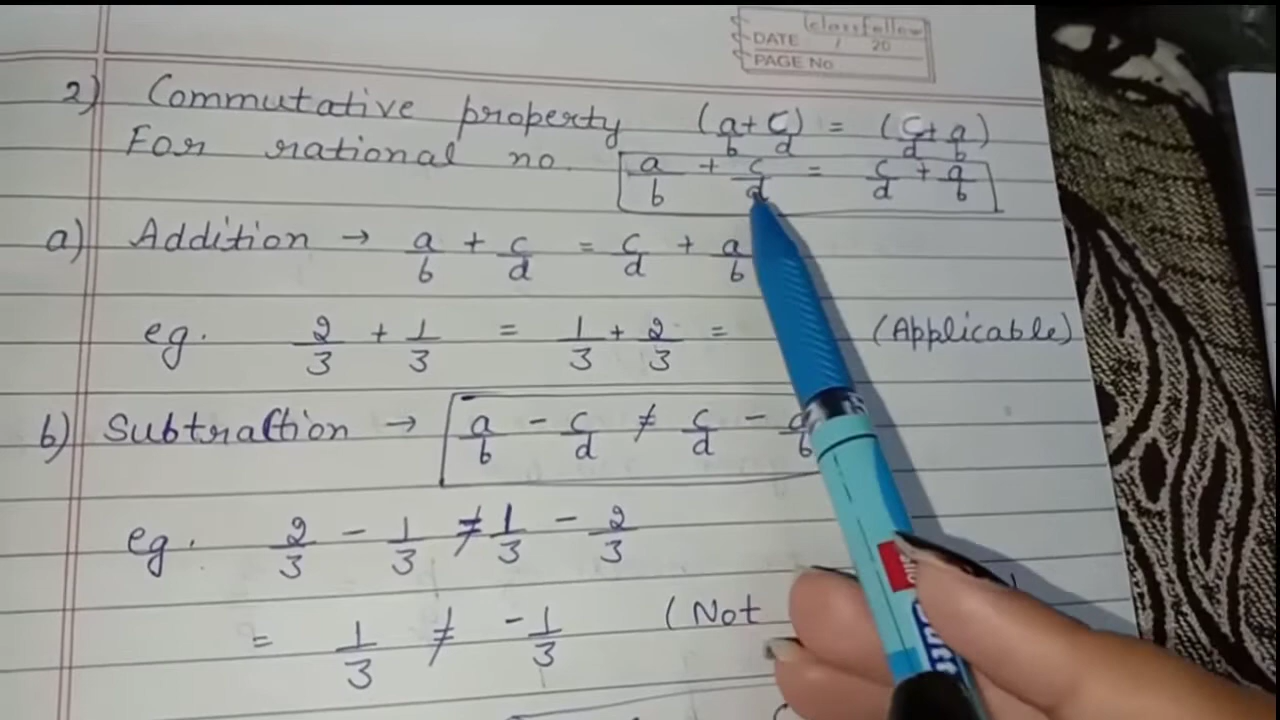 classfellow
DATE / 20
PAGE No
2) Commutative property (a/b + c/d) = (c/d + a/b)
For rational no. a/b + c/d = c/d + a/b
a) Addition → a/b + c/d = c/d + a/b
eg. 2/3 + 1/3 = 1/3 + 2/3 = (Applicable)
b) Subtraction → a/b - c/d ≠ c/d - a/b
eg. 2/3 - 1/3 ≠ 1/3 - 2/3
= 1/3 ≠ -1/3 (Not